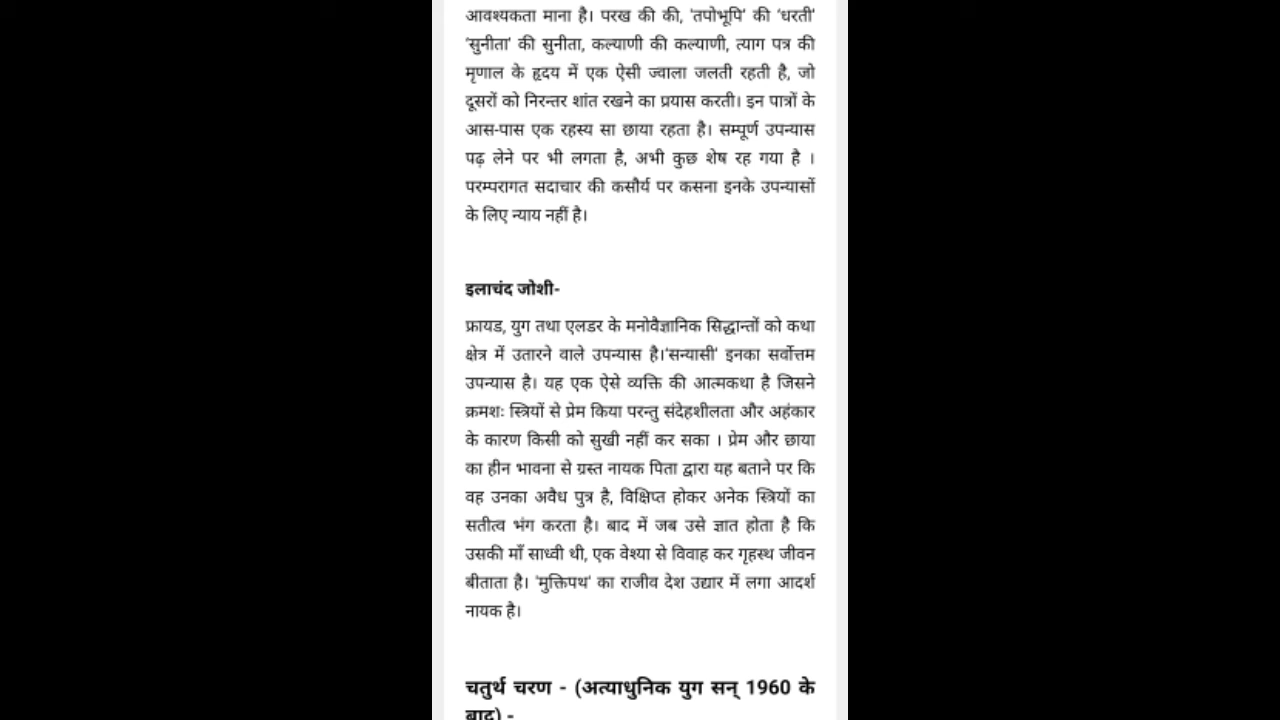 आवश्यकता माना है। परख की की, 'तपोभूपि' की 'धरती'
'सुनीता' की सुनीता, कल्याणी की कल्याणी, त्याग पत्र की
मृणाल के हृदय में एक ऐसी ज्वाला जलती रहती है, जो
दूसरों को निरन्तर शांत रखने का प्रयास करती। इन पात्रों के
आस-पास एक रहस्य सा छाया रहता है। सम्पूर्ण उपन्यास
पढ़ लेने पर भी लगता है, अभी कुछ शेष रह गया है ।
परम्परागत सदाचार की कसौर्य पर कसना इनके उपन्यासों
के लिए न्याय नहीं है।
इलाचंद जोशी-
फ्रायड, युग तथा एलडर के मनोवैज्ञानिक सिद्धान्तों को कथा
क्षेत्र में उतारने वाले उपन्यास है।'सन्यासी' इनका सर्वोत्तम
उपन्यास है। यह एक ऐसे व्यक्ति की आत्मकथा है जिसने
क्रमशः स्त्रियों से प्रेम किया परन्तु संदेहशीलता और अहंकार
के कारण किसी को सुखी नहीं कर सका । प्रेम और छाया
का हीन भावना से ग्रस्त नायक पिता द्वारा यह बताने पर कि
वह उनका अवैध पुत्र है, विक्षिप्त होकर अनेक स्त्रियों का
सतीत्व भंग करता है। बाद में जब उसे ज्ञात होता है कि
उसकी माँ साध्वी थी, एक वेश्या से विवाह कर गृहस्थ जीवन
बीताता है। 'मुक्तिपथ' का राजीव देश उद्यार में लगा आदर्श
नायक है।
चतुर्थ चरण - (अत्याधुनिक युग सन् 1960 के
बाद) -